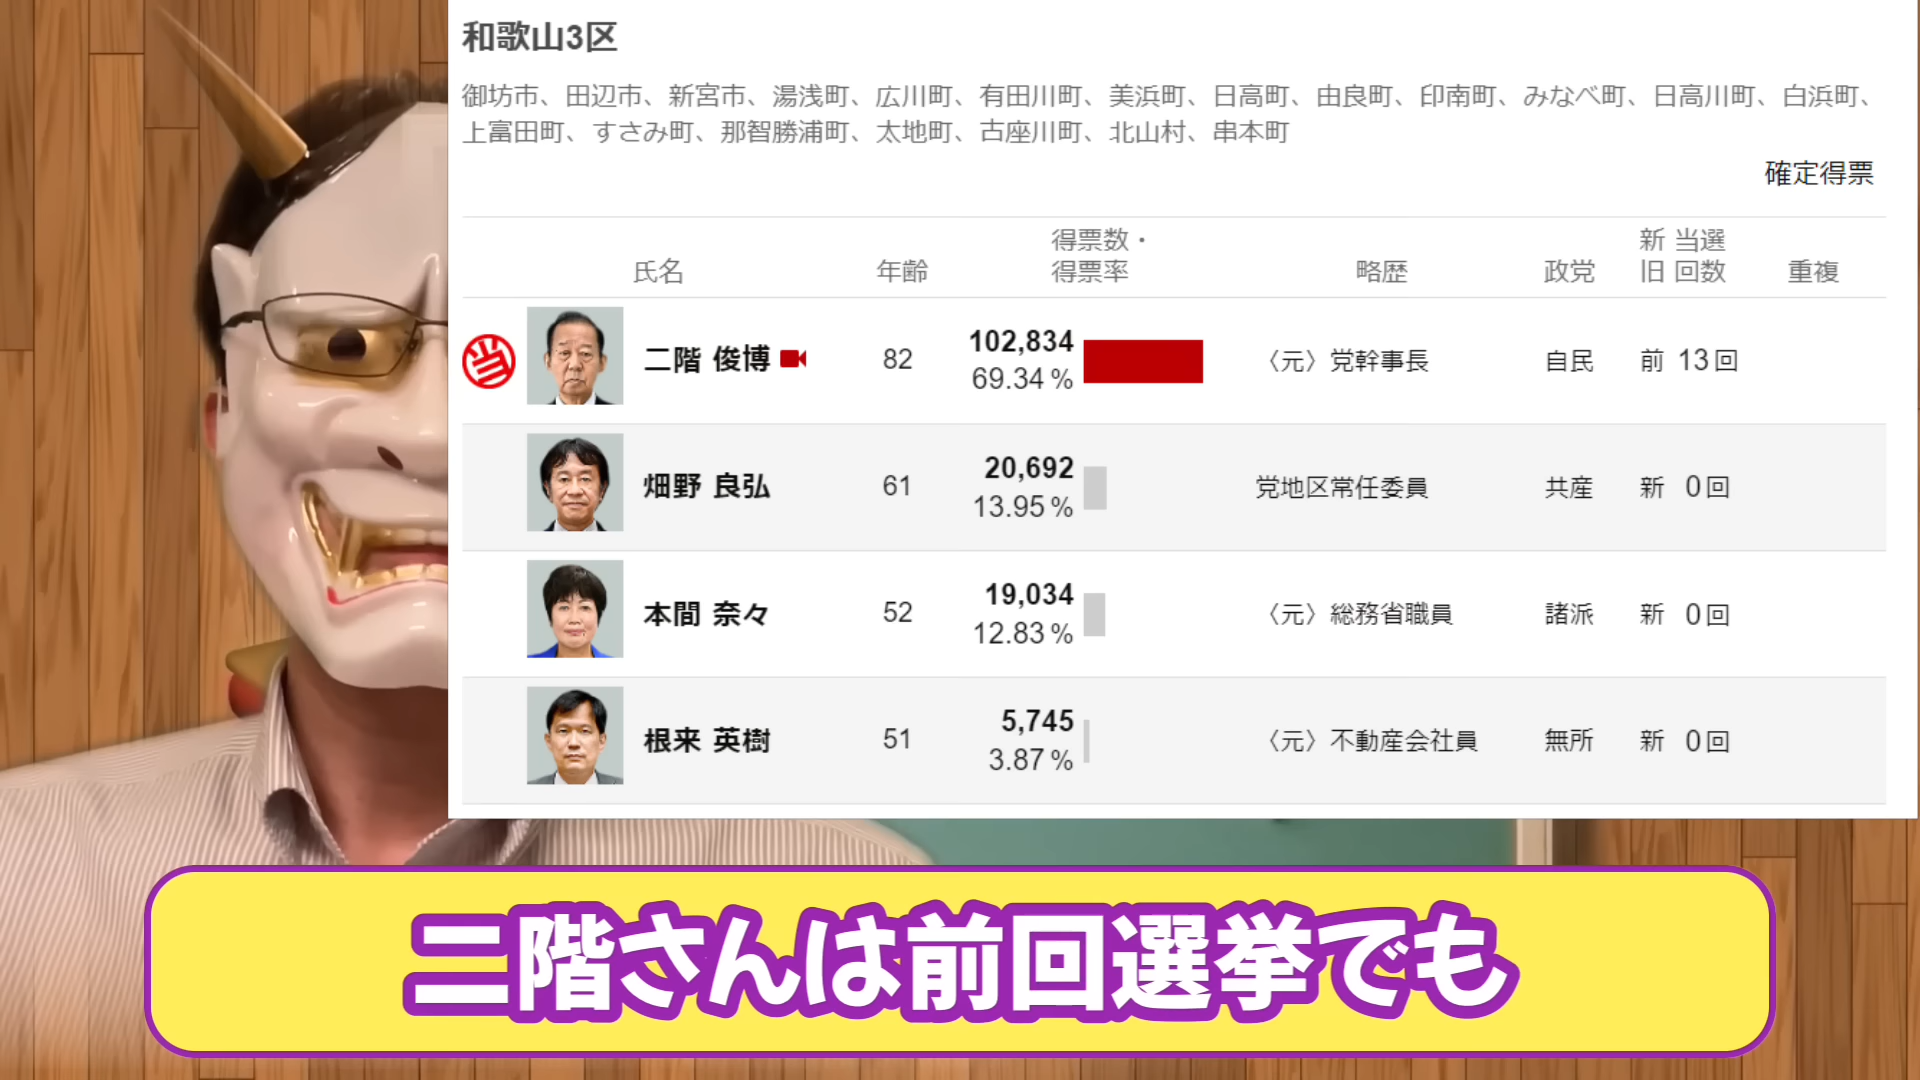 和歌山3区
御坊市、田辺市、新宮市、湯浅町、広川町、有田川町、美浜町、日高町、由良町、印南町、みなべ町、日高川町、白浜町、
上富田町、すさみ町、那智勝浦町、太地町、古座川町、北山村、串本町
確定得票
氏名 年齢 得票数・得票率 略歴 政党 新旧 当選回数 重複
当 二階 俊博 82 102,834 69.34% 〈元〉党幹事長 自民 前 13回
畑野 良弘 61 20,692 13.95% 党地区常任委員 共産 新 0回
本間 奈々 52 19,034 12.83% 〈元〉総務省職員 諸派 新 0回
根来 英樹 51 5,745 3.87% 〈元〉不動産会社員 無所 新 0回
二階さんは前回選挙でも